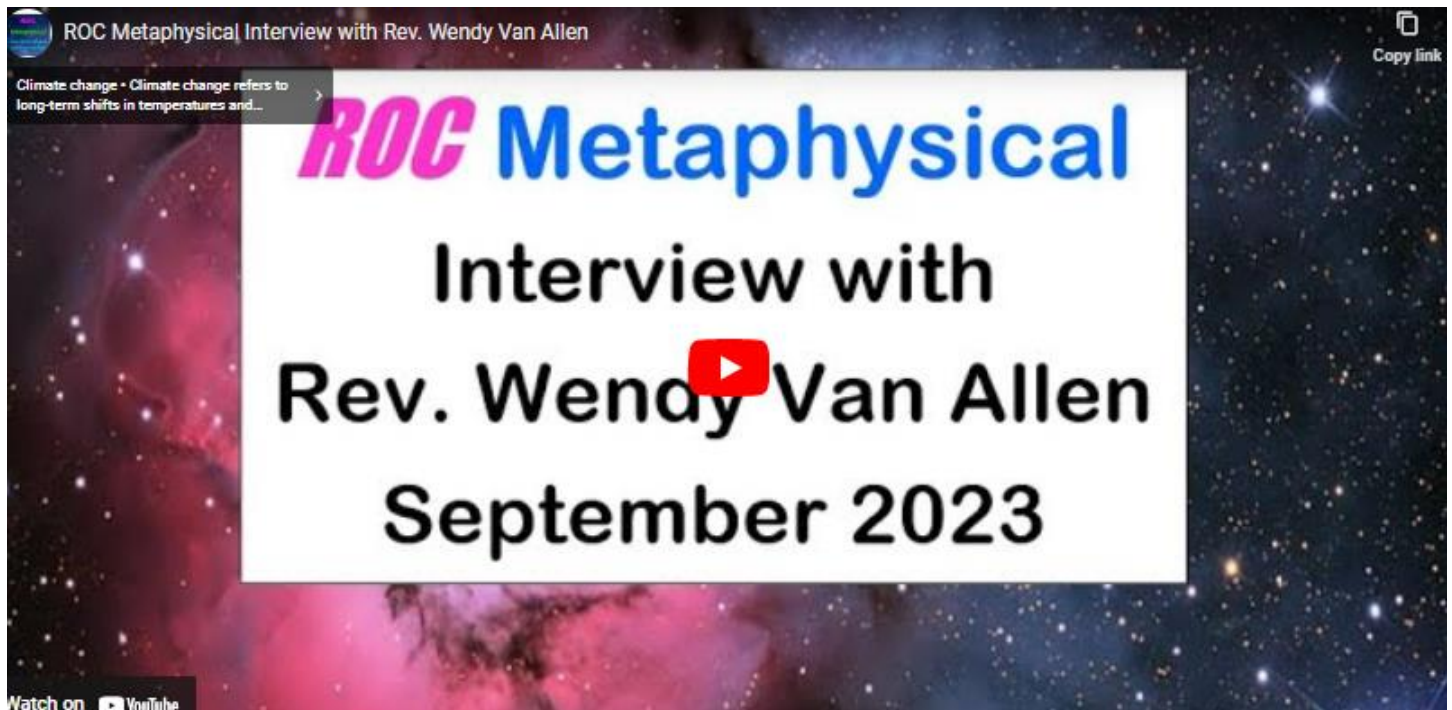 ROC Metaphysical Interview with Rev. Wendy Van Allen
Copy link
Climate change • Climate change refers to
long-term shifts in temperatures and...
ROC Metaphysical
Interview with
Rev. Wendy Van Allen
September 2023
Watch on YouTube